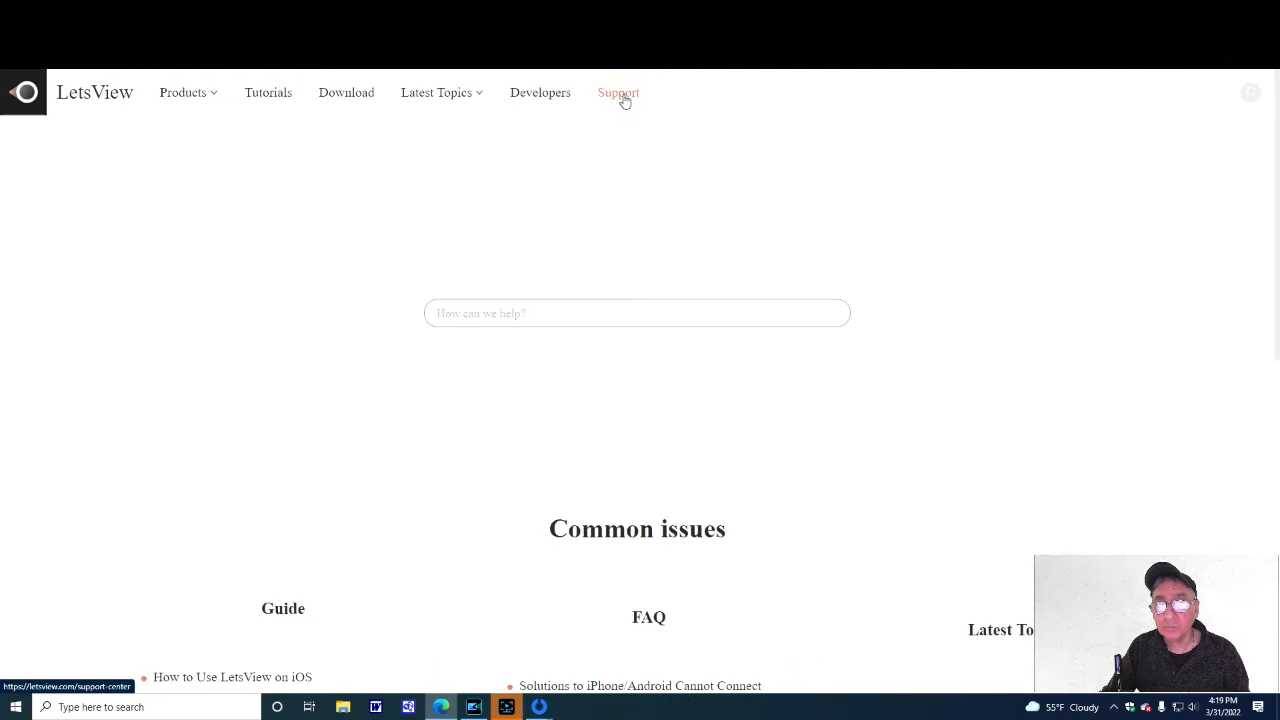 LetsView Products Tutorials Download Latest Topics Developers Support
How can we help?
Common issues
Guide
FAQ
Latest To
How to Use LetsView on iOS
Solutions to iPhone/Android Cannot Connect
https://letsview.com/support-center
Type here to search
55°F Cloudy
4:19 PM
3/31/2022